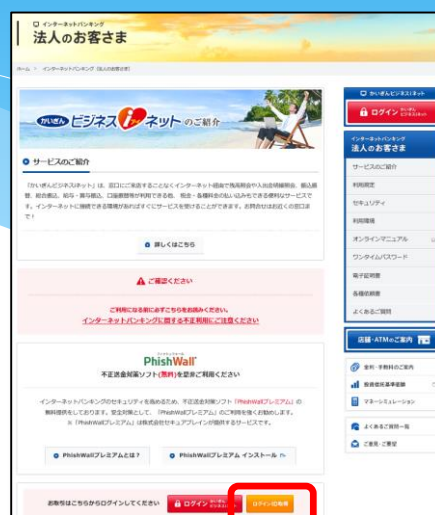 インターネットバンキング
法人のお客さま
ホーム > インターネットバンキング(法人のお客さま)
かいぎん ビジネス ネット のご紹介
サービスのご紹介
「かいぎんビジネスネット」は、窓口にご来店することなくインターネット経由で残高照会や入出金明細照会、振込振
替、総合振込、給与・賞与振込、口座振替等が利用できる他、税金・各種料金の払い込みもできる便利なサービスで
す。インターネットに接続できる環境があればすぐにサービスを受けることができます。お問合せはお近くの窓口ま
で！
詳しくはこちら
ご確認ください
ご利用になる前に必ずこちらをお読みください。
インターネットバンキングに関する不正利用にご注意ください
PhishWall
不正送金対策ソフト(無料)を是非ご利用ください
インターネットバンキングのセキュリティを高めるため、不正送金対策ソフト「PhishWallプレミアム」の
無料提供をしております。安全対策として、「PhishWallプレミアム」のご利用を強くお勧めします。
※「PhishWallプレミアム」は株式会社セキュアブレインが提供するサービスです。
PhishWallプレミアムとは？
PhishWallプレミアム インストール
お取引はこちらからログインしてください
ログイン かいぎんビジネスネット
ログインID取得
かいぎんビジネスネット
ログイン かいぎんビジネスネット
インターネットバンキング
法人のお客さま
サービスのご紹介
利用規定
セキュリティ
利用環境
オンラインマニュアル
ワンタイムパスワード
電子証明書
各種依頼書
よくあるご質問
店舗・ATMのご案内
金利・手数料のご案内
投資信託基準価額
マネーシミュレーション
よくあるご質問一覧
ご意見・ご要望